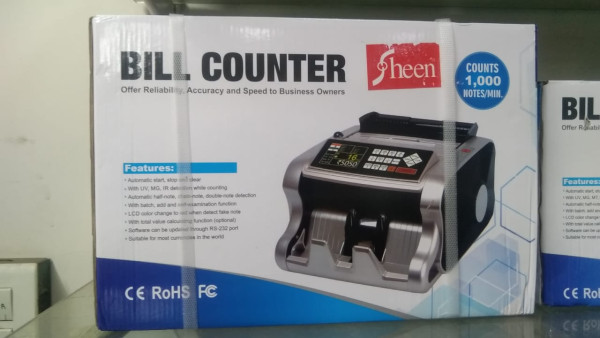 BILL COUNTER
Offer Reliability, Accuracy and Speed to Business Owners
Sheen
COUNTS
1,000
NOTES/MIN.
Features:
• Automatic start, stop and clear
• With UV, MG, IR detection while counting
• Automatic half-note, chain-note, double-note detection
• With batch, add and self-examination function
• LCD color change to red when detect fake note
• With total value calculating function (optional)
• Software can be updated through RS-232 port
• Suitable for most currencies in the world
16
CE RoHS FC
BIL
Offer Reliabil
Features: